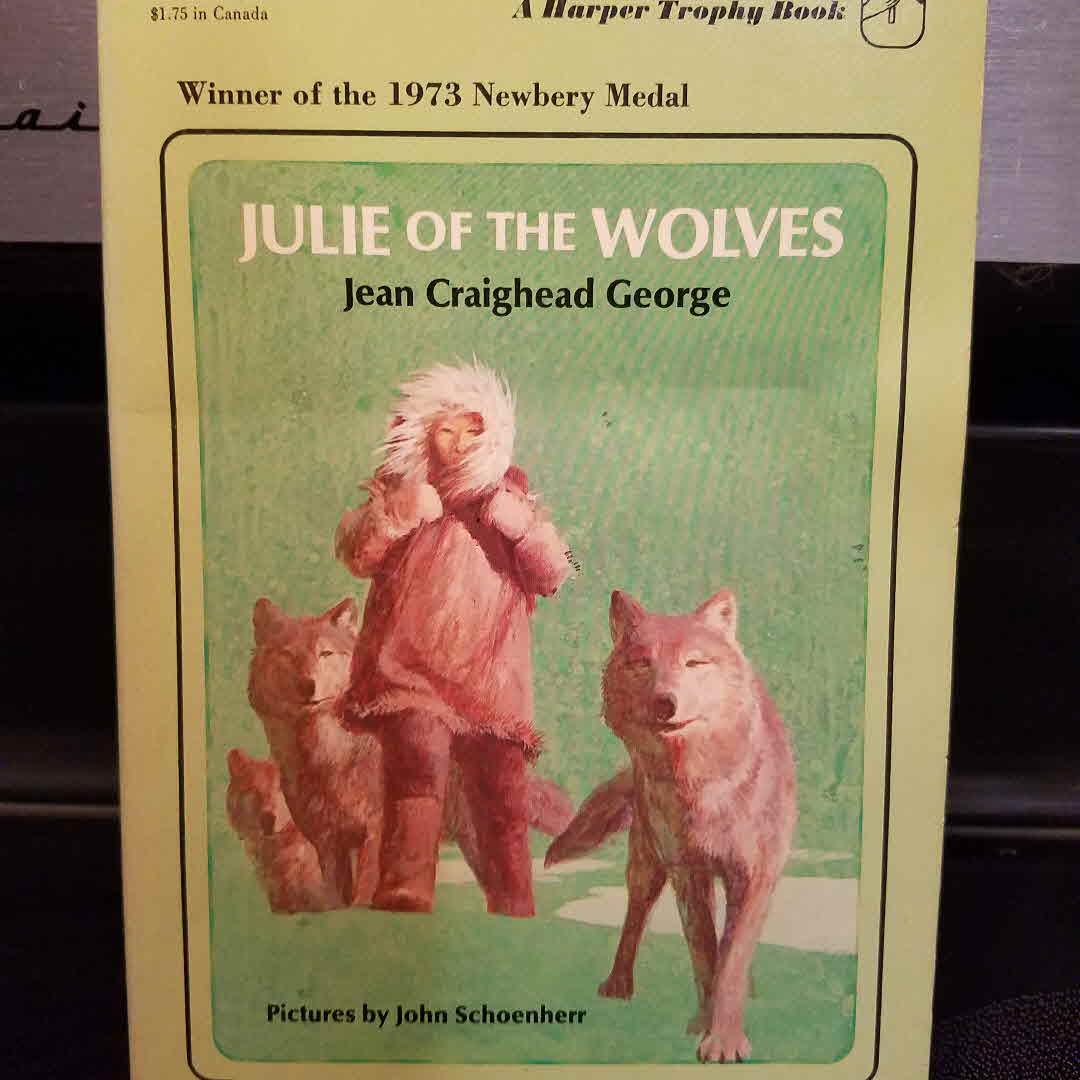 $1.75 in Canada
A Harper Trophy Book
Winner of the 1973 Newbery Medal
JULIE OF THE WOLVES
Jean Craighead George
Pictures by John Schoenherr